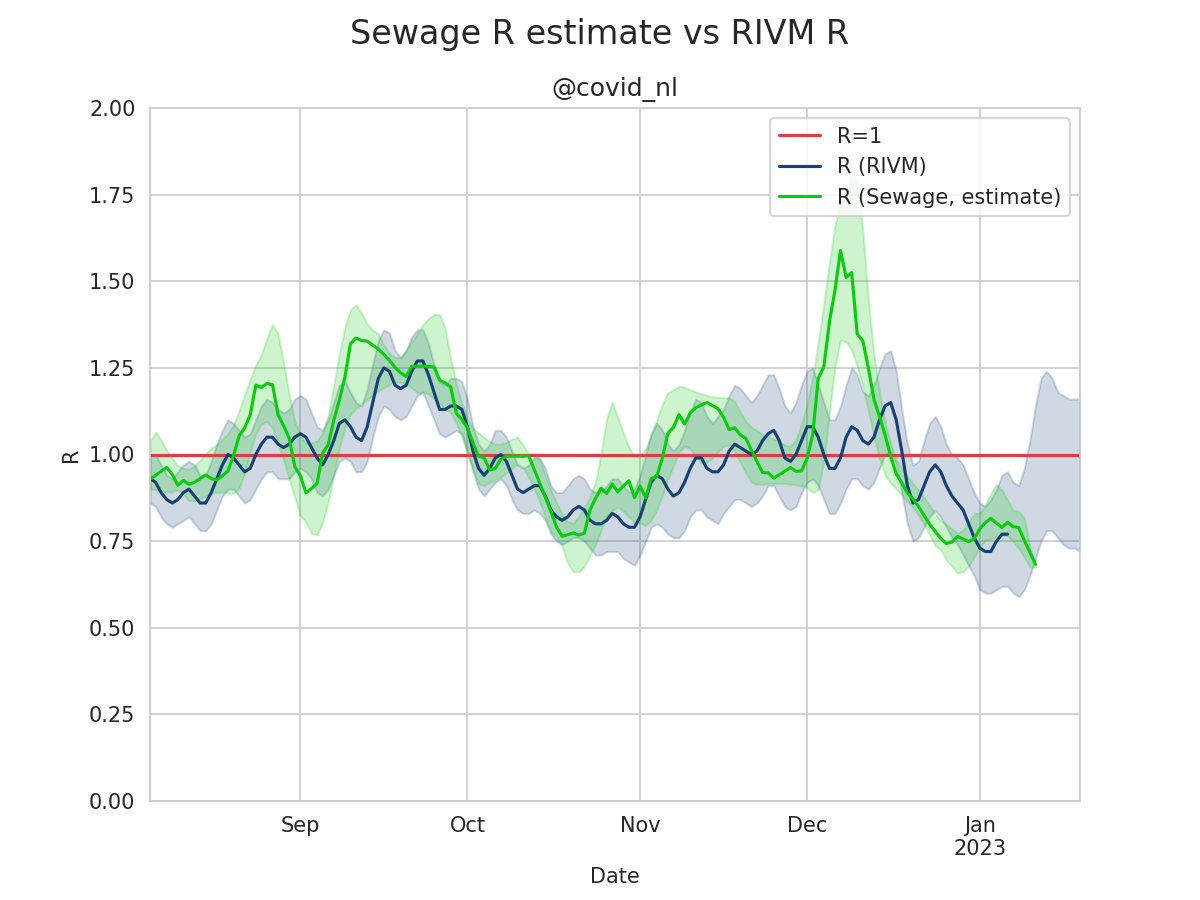 Sewage R estimate vs RIVM R
@covid_nl
R=1
R (RIVM)
R (Sewage, estimate)
2.00
1.75
1.50
1.25
1.00
0.75
0.50
0.25
0.00
R
Sep
Oct
Nov
Dec
Jan
2023
Date